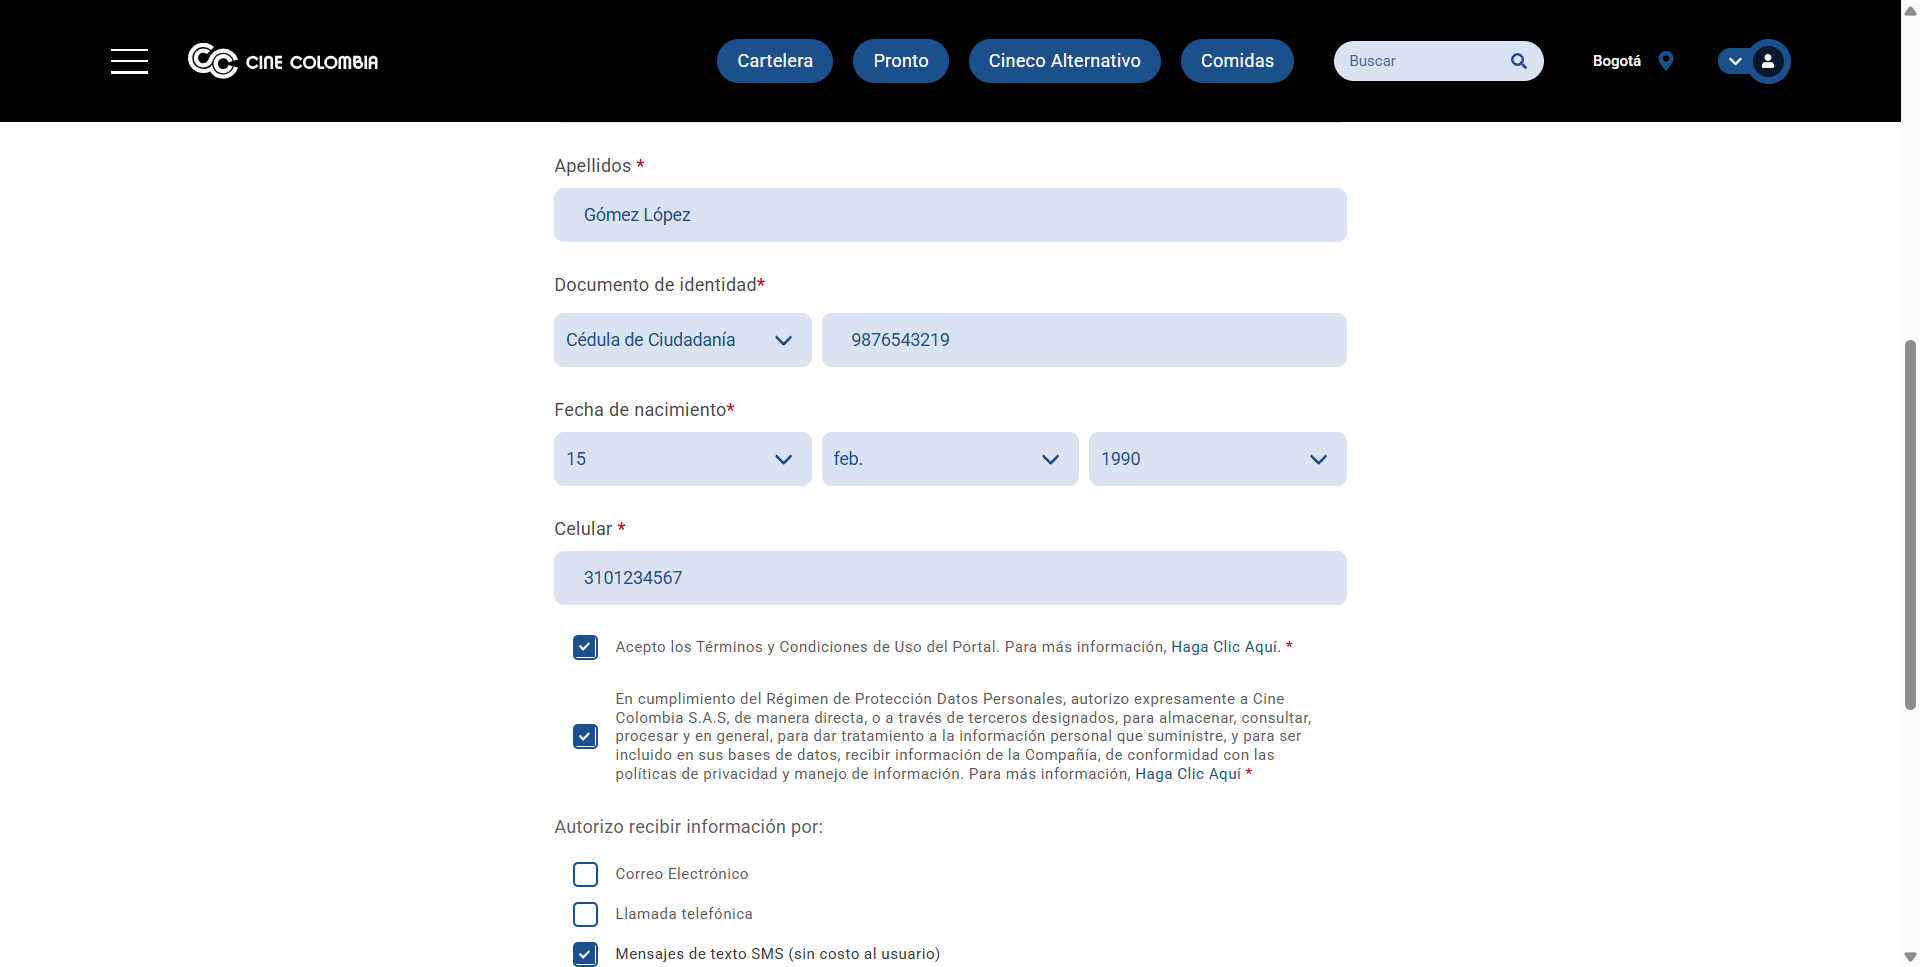 CINE COLOMBIA
Cartelera
Pronto
Cineco Alternativo
Comidas
Buscar
Bogotá
Apellidos *
Gómez López
Documento de identidad*
Cédula de Ciudadanía
9876543219
Fecha de nacimiento*
15
feb.
1990
Celular *
3101234567
Acepto los Términos y Condiciones de Uso del Portal. Para más información, Haga Clic Aquí. *
En cumplimiento del Régimen de Protección Datos Personales, autorizo expresamente a Cine
Colombia S.A.S, de manera directa, o a través de terceros designados, para almacenar, consultar,
procesar y en general, para dar tratamiento a la información personal que suministre, y para ser
incluido en sus bases de datos, recibir información de la Compañía, de conformidad con las
políticas de privacidad y manejo de información. Para más información, Haga Clic Aquí *
Autorizo recibir información por:
Correo Electrónico
Llamada telefónica
Mensajes de texto SMS (sin costo al usuario)